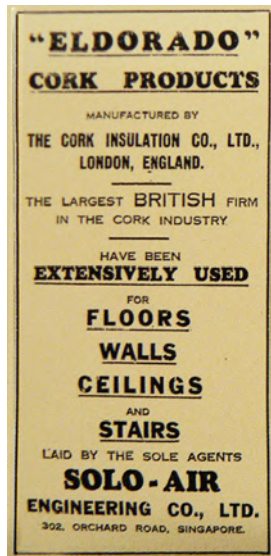 "ELDORADO"
CORK PRODUCTS
MANUFACTURED BY
THE CORK INSULATION CO., LTD.,
LONDON, ENGLAND.
THE LARGEST BRITISH FIRM
IN THE CORK INDUSTRY
HAVE BEEN
EXTENSIVELY USED
FOR
FLOORS
WALLS
CEILINGS
AND
STAIRS
LAID BY THE SOLE AGENTS
SOLO-AIR
ENGINEERING CO., LTD.
302, ORCHARD ROAD, SINGAPORE.